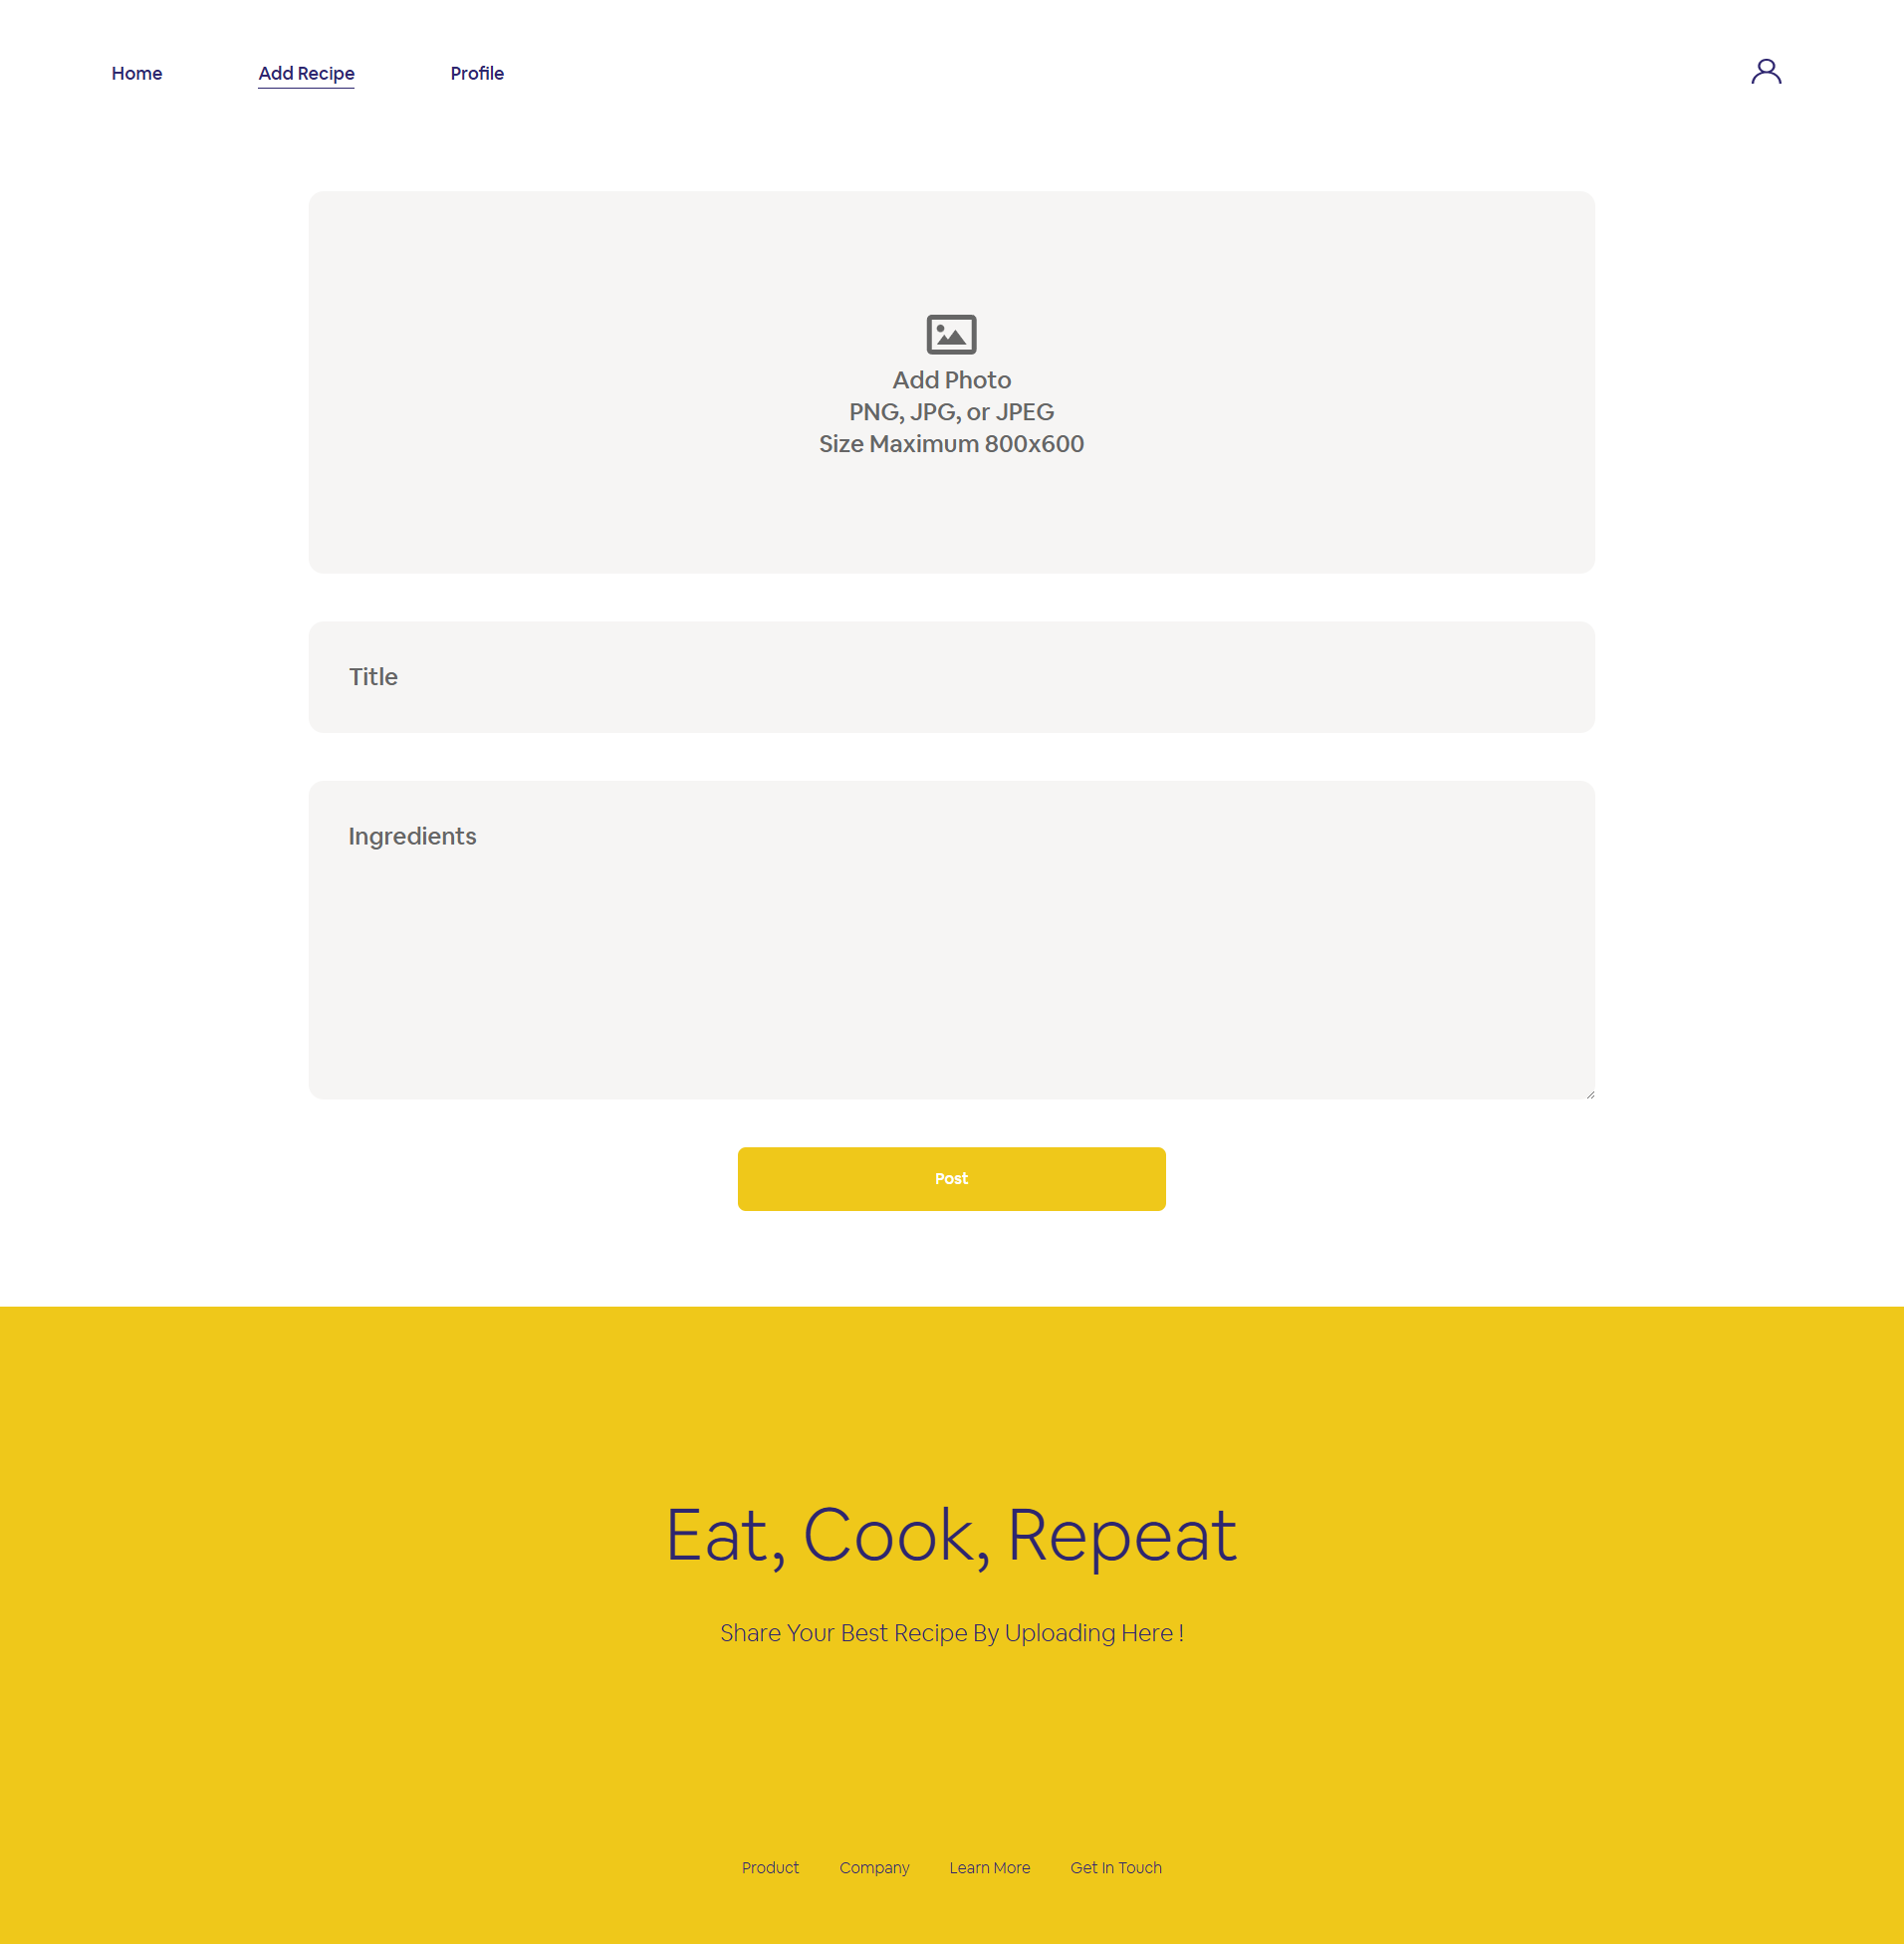 Home Add Recipe Profile
Add Photo
PNG, JPG, or JPEG
Size Maximum 800x600
Title
Ingredients
Post
Eat, Cook, Repeat
Share Your Best Recipe By Uploading Here !
Product Company Learn More Get In Touch